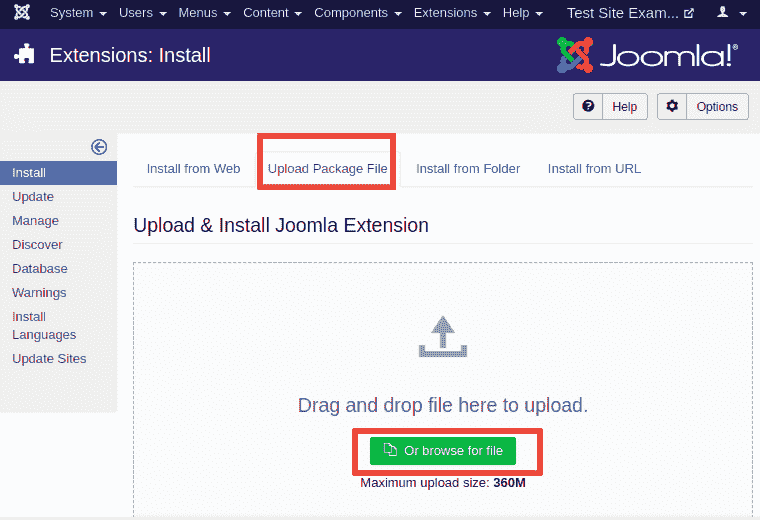 System Users Menus Content Components Extensions Help Test Site Exam...
Extensions: Install Joomla!®
Help Options
Install from Web Upload Package File Install from Folder Install from URL
Install
Update
Manage
Discover
Database
Warnings
Install
Languages
Update Sites
Upload & Install Joomla Extension
Drag and drop file here to upload.
Or browse for file
Maximum upload size: 360M